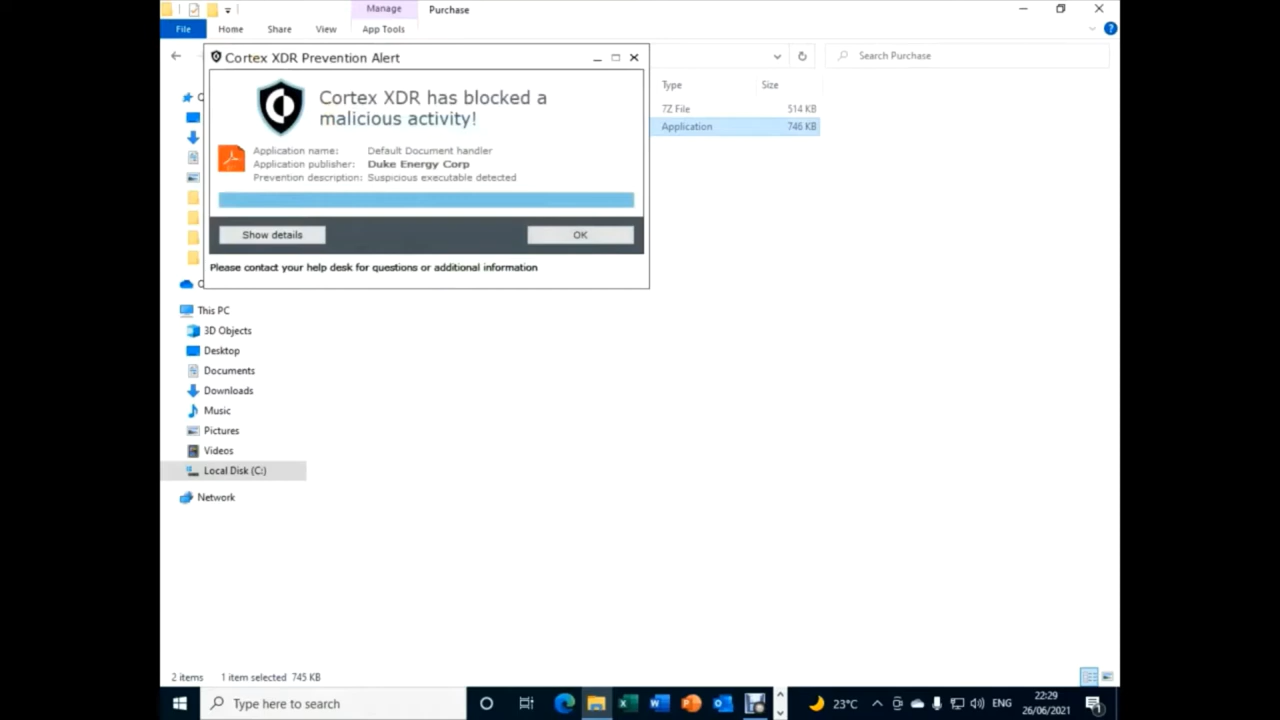 Manage
Purchase
File
Home
Share
View
App Tools
Cortex XDR Prevention Alert
Search Purchase
Type
Size
Cortex XDR has blocked a
malicious activity!
7Z File
514 KB
Application
746 KB
Application name: Default Document handler
Application publisher: Duke Energy Corp
Prevention description: Suspicious executable detected
Show details
OK
Please contact your help desk for questions or additional information
This PC
3D Objects
Desktop
Documents
Downloads
Music
Pictures
Videos
Local Disk (C:)
Network
2 items
1 item selected 745 KB
Type here to search
23°C
ENG
22:29
26/06/2021
1